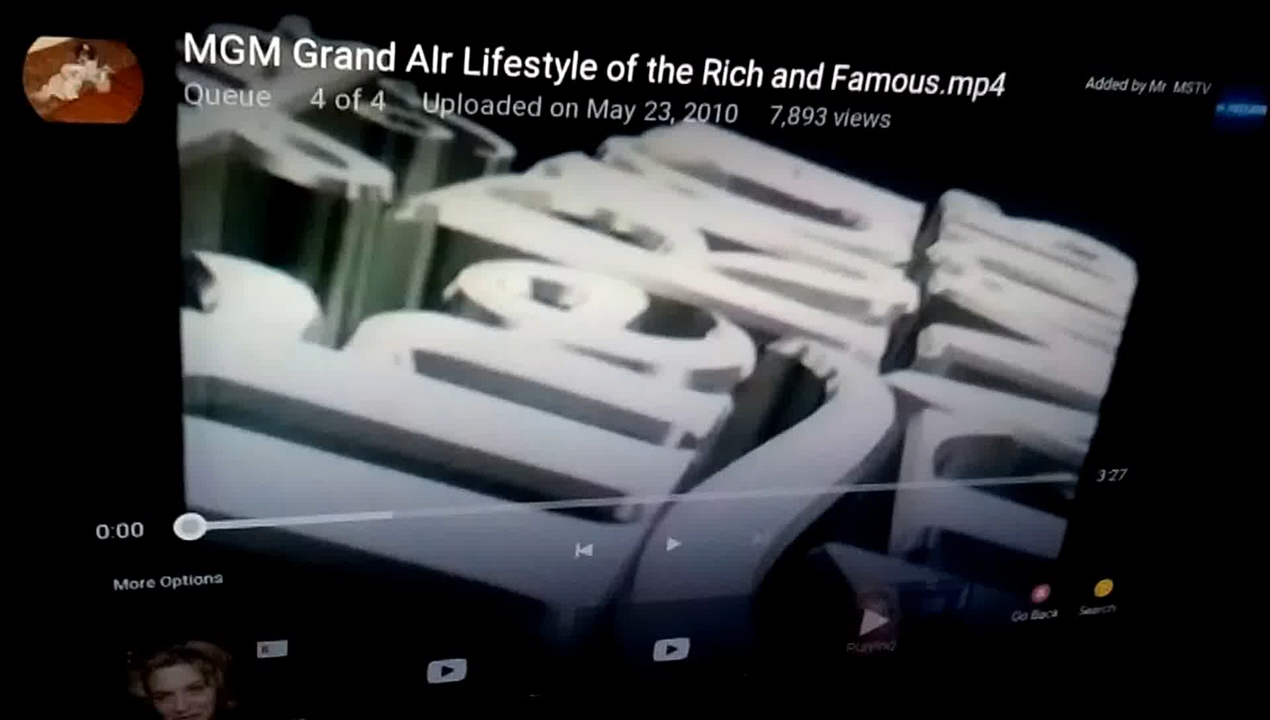 MGM Grand AIr Lifestyle of the Rich and Famous.mp4
Added by Mr MSTV
Queue 4 of 4 Uploaded on May 23, 2010 7,893 views
3:27
0:00
More Options
Go Back Search
Playing